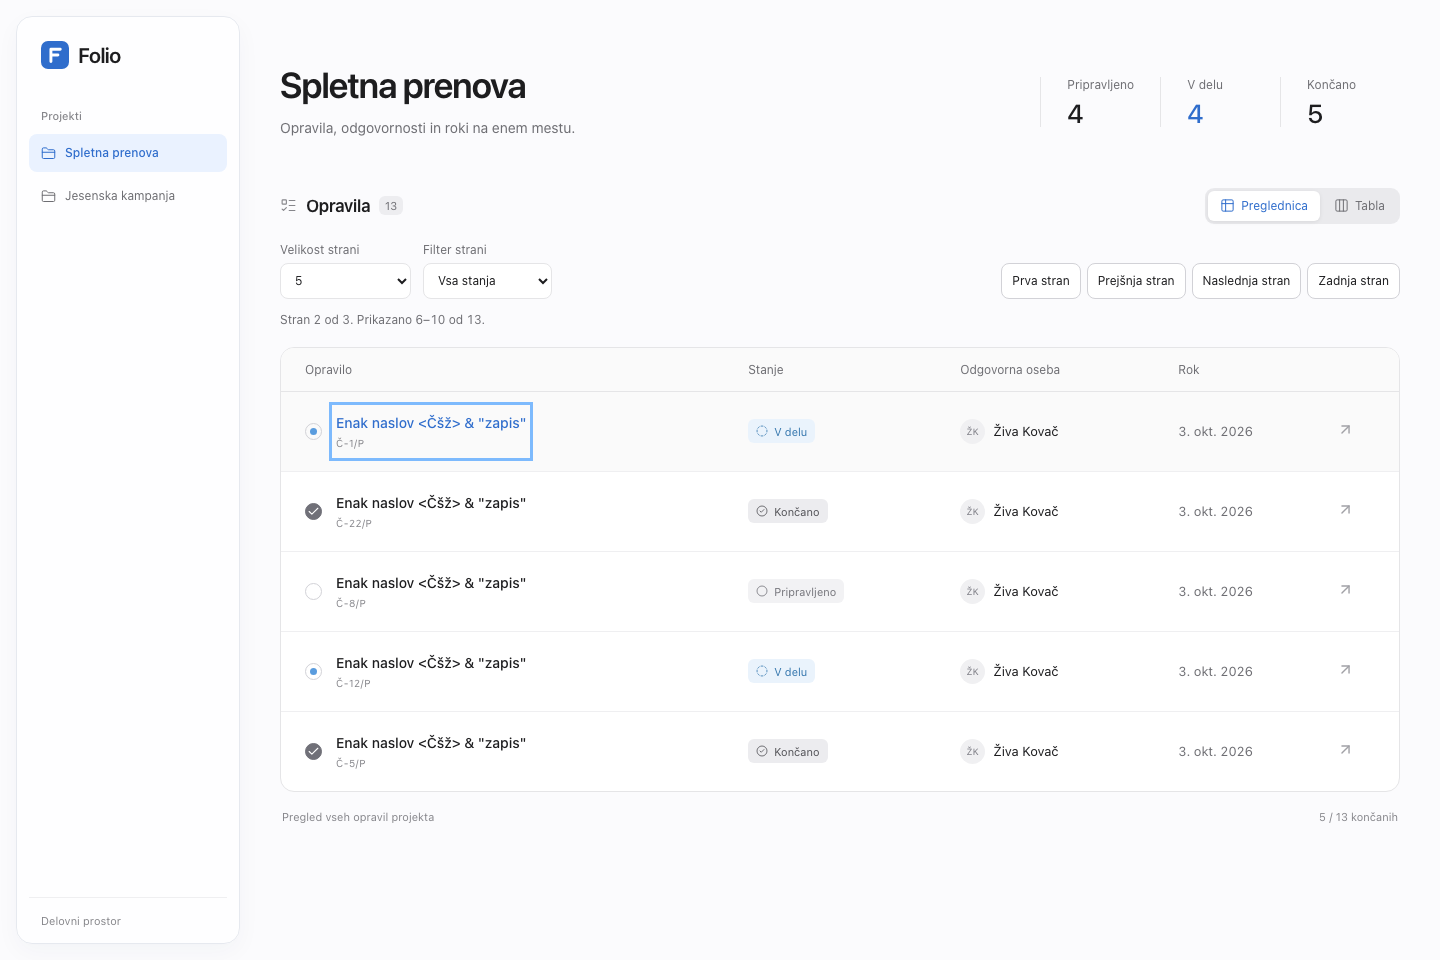 Folio
Projekti
Spletna prenova
Jesenska kampanja
Delovni prostor
Spletna prenova
Opravila, odgovornosti in roki na enem mestu.
Pripravljeno
4
V delu
4
Končano
5
Opravila 13
Preglednica
Tabla
Velikost strani
5
Filter strani
Vsa stanja
Prva stran
Prejšnja stran
Naslednja stran
Zadnja stran
Stran 2 od 3. Prikazano 6–10 od 13.
Opravilo Stanje Odgovorna oseba Rok
Enak naslov <Čšž> & "zapis"
Č-1/P
V delu
ŽK Živa Kovač
3. okt. 2026
Enak naslov <Čšž> & "zapis"
Č-22/P
Končano
ŽK Živa Kovač
3. okt. 2026
Enak naslov <Čšž> & "zapis"
Č-8/P
Pripravljeno
ŽK Živa Kovač
3. okt. 2026
Enak naslov <Čšž> & "zapis"
Č-12/P
V delu
ŽK Živa Kovač
3. okt. 2026
Enak naslov <Čšž> & "zapis"
Č-5/P
Končano
ŽK Živa Kovač
3. okt. 2026
Pregled vseh opravil projekta
5 / 13 končanih